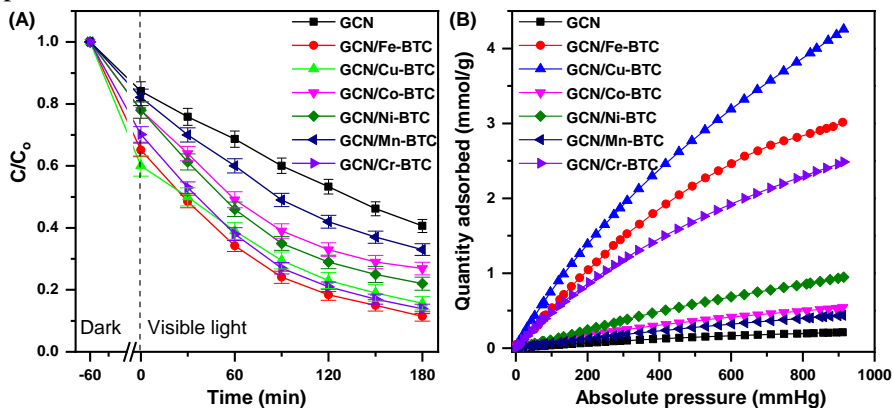 (A)
GCN
GCN/Fe-BTC
GCN/Cu-BTC
GCN/Co-BTC
GCN/Ni-BTC
GCN/Mn-BTC
GCN/Cr-BTC
1.0
0.8
0.6
0.4
0.2
0.0
C/Co
Dark
Visible light
-60
0
60
120
180
Time (min)
(B)
GCN
GCN/Fe-BTC
GCN/Cu-BTC
GCN/Co-BTC
GCN/Ni-BTC
GCN/Mn-BTC
GCN/Cr-BTC
4
3
2
1
0
Quantity adsorbed (mmol/g)
0
200
400
600
800
1000
Absolute pressure (mmHg)